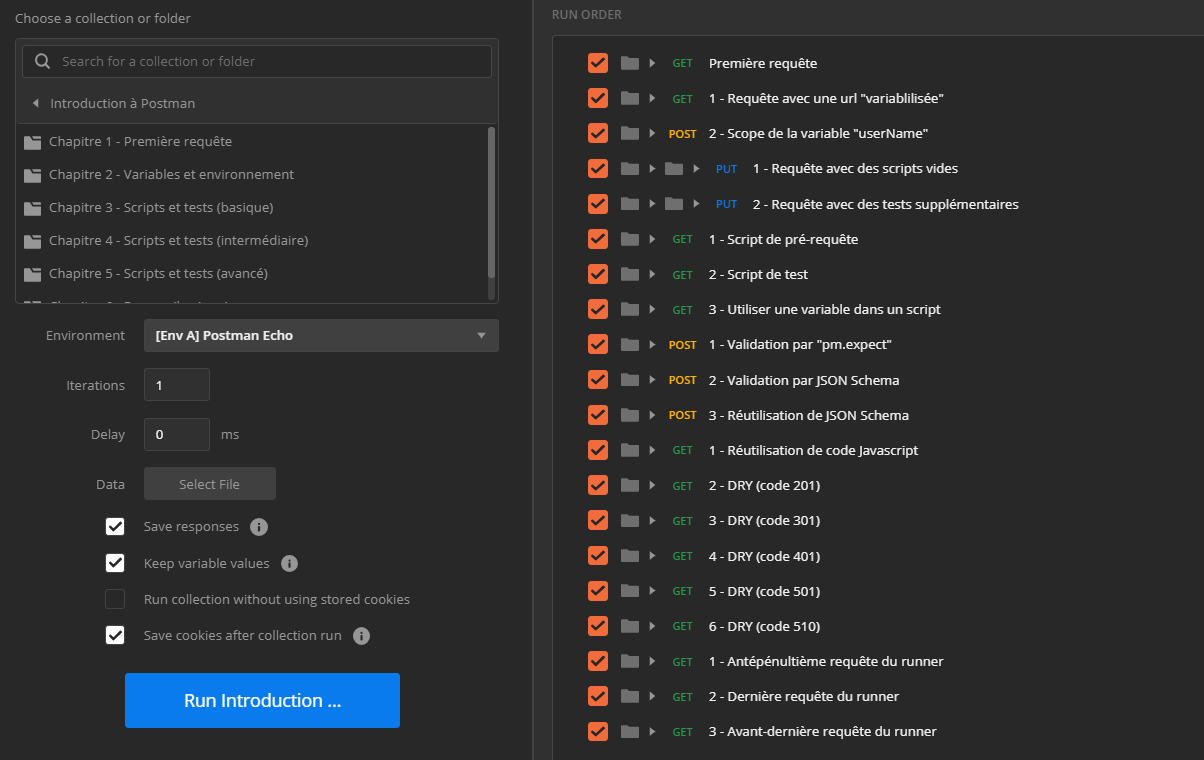 Choose a collection or folder
Search for a collection or folder
Introduction à Postman
Chapitre 1 - Première requête
Chapitre 2 - Variables et environnement
Chapitre 3 - Scripts et tests (basique)
Chapitre 4 - Scripts et tests (intermédiaire)
Chapitre 5 - Scripts et tests (avancé)
Environment [Env A] Postman Echo
Iterations 1
Delay 0 ms
Data Select File
Save responses
Keep variable values
Run collection without using stored cookies
Save cookies after collection run
Run Introduction ...
RUN ORDER
GET Première requête
GET 1 - Requête avec une url "variablilisée"
POST 2 - Scope de la variable "userName"
PUT 1 - Requête avec des scripts vides
PUT 2 - Requête avec des tests supplémentaires
GET 1 - Script de pré-requête
GET 2 - Script de test
GET 3 - Utiliser une variable dans un script
POST 1 - Validation par "pm.expect"
POST 2 - Validation par JSON Schema
POST 3 - Réutilisation de JSON Schema
GET 1 - Réutilisation de code Javascript
GET 2 - DRY (code 201)
GET 3 - DRY (code 301)
GET 4 - DRY (code 401)
GET 5 - DRY (code 501)
GET 6 - DRY (code 510)
GET 1 - Antépénultième requête du runner
GET 2 - Dernière requête du runner
GET 3 - Avant-dernière requête du runner